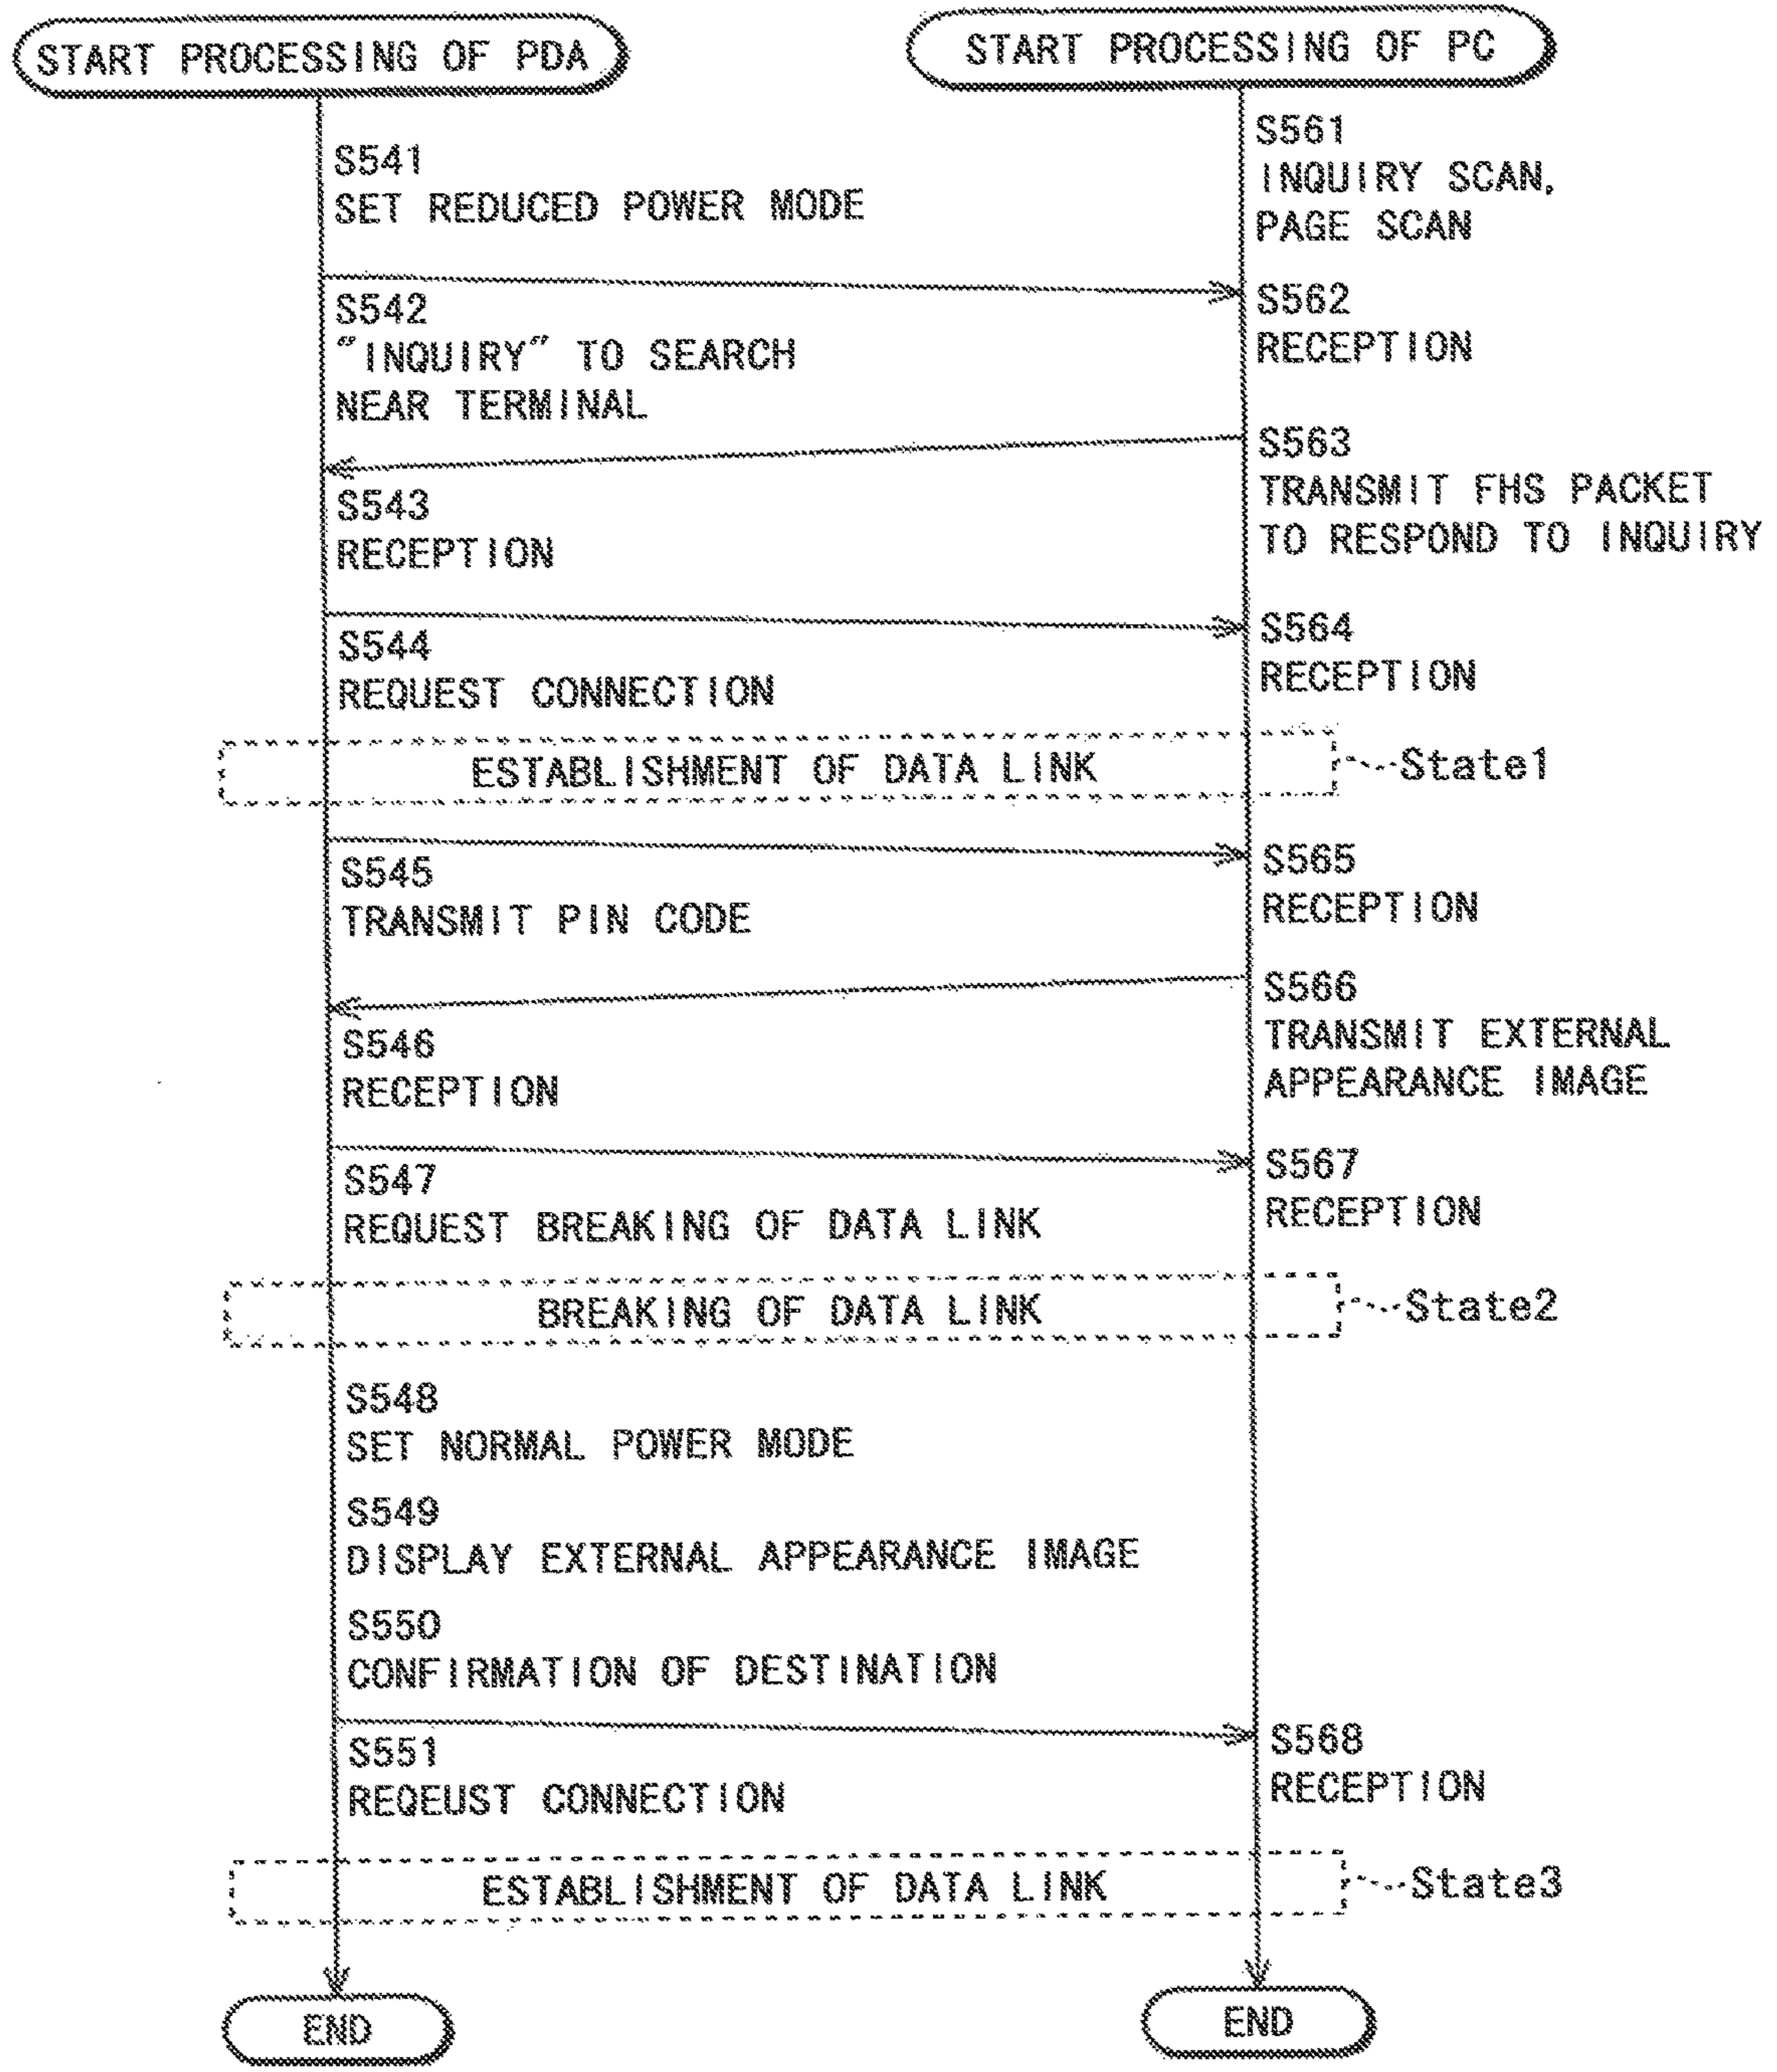 START PROCESSING OF PDA
START PROCESSING OF PC
S561
INQUIRY SCAN,
PAGE SCAN
S541
SET REDUCED POWER MODE
S542
"INQUIRY" TO SEARCH
NEAR TERMINAL
S562
RECEPTION
S563
TRANSMIT FHS PACKET
TO RESPOND TO INQUIRY
S543
RECEPTION
S544
REQUEST CONNECTION
S564
RECEPTION
ESTABLISHMENT OF DATA LINK
State1
S545
TRANSMIT PIN CODE
S565
RECEPTION
S566
TRANSMIT EXTERNAL
APPEARANCE IMAGE
S546
RECEPTION
S547
REQUEST BREAKING OF DATA LINK
S567
RECEPTION
BREAKING OF DATA LINK
State2
S548
SET NORMAL POWER MODE
S549
DISPLAY EXTERNAL APPEARANCE IMAGE
S550
CONFIRMATION OF DESTINATION
S551
REQEUST CONNECTION
S568
RECEPTION
ESTABLISHMENT OF DATA LINK
State3
END
END